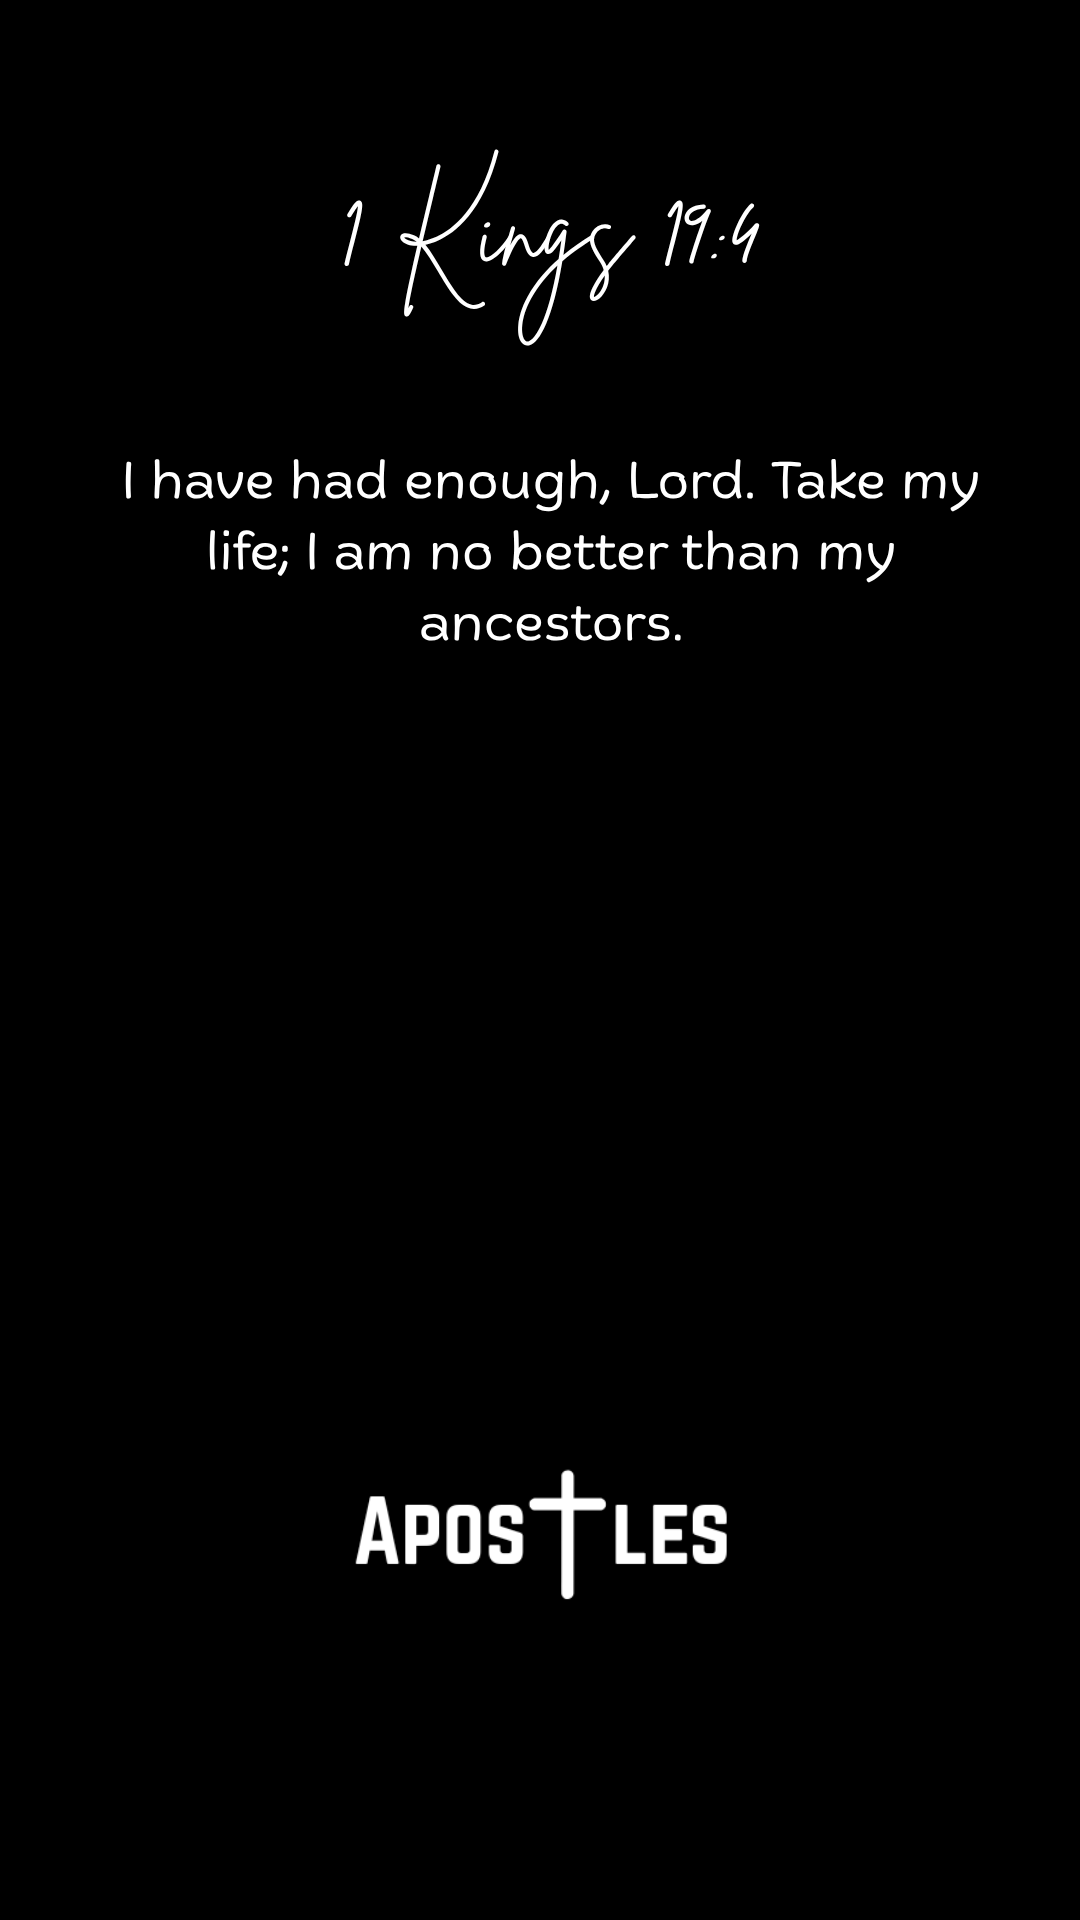 1 Kings 19:4
I have had enough, Lord. Take my
life; I am no better than my
ancestors.
APOSTLES